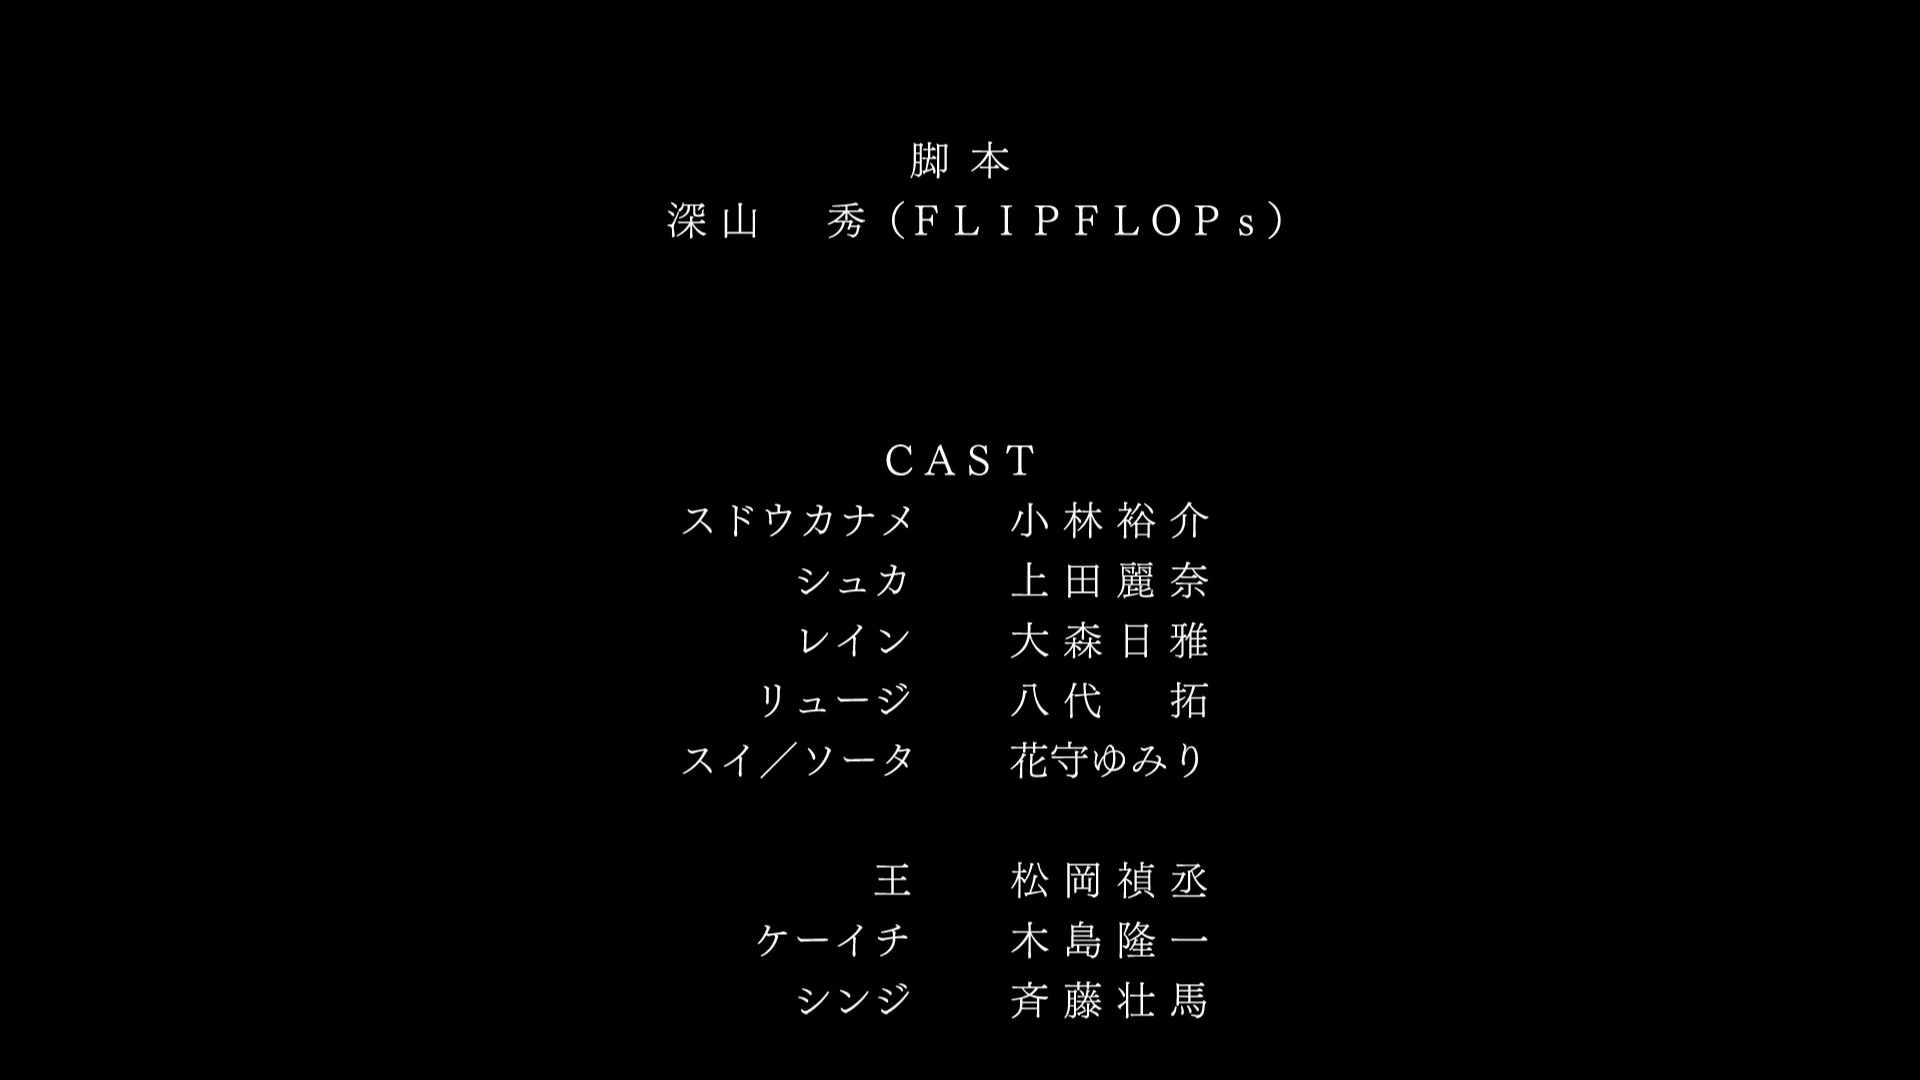 脚本
深山　秀（ＦＬＩＰＦＬＯＰｓ）
CAST
スドウカナメ　小林裕介
シュカ　上田麗奈
レイン　大森日雅
リュージ　八代　拓
スイ／ソータ　花守ゆみり
王　松岡禎丞
ケーイチ　木島隆一
シンジ　斉藤壮馬